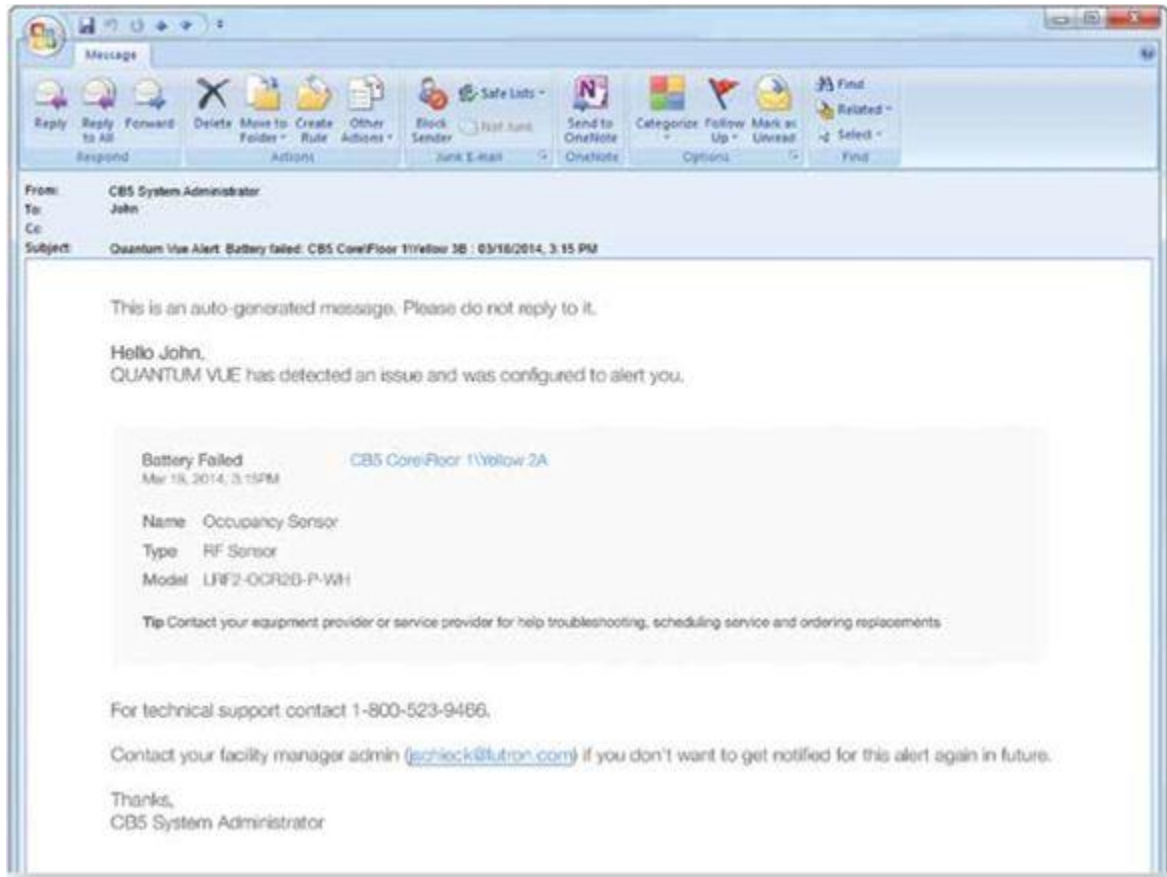 Message
Reply
Reply to All
Forward
Respond
Delete
Move to Folder
Create Rule
Other Actions
Actions
Block Sender
Safe Lists
Not Junk
Junk E-mail
Send to OneNote
OneNote
Categorize
Follow Up
Mark as Unread
Options
Find
Related
Select
Find
From: CB5 System Administrator
To: John
Cc:
Subject: Quantum Vue Alert: Battery failed: CB5 Core\Floor 1\Yellow 3B : 03/18/2014, 3:15 PM
This is an auto-generated message. Please do not reply to it.
Hello John,
QUANTUM VUE has detected an issue and was configured to alert you.
Battery Failed CB5 Core\Floor 1\Yellow 2A
Mar 2014, 3:15PM
Name Occupancy Sensor
Type RF Sensor
Model LRF2-OCR2B-P-WH
Tip Contact your equipment provider or service provider for help troubleshooting, scheduling service and ordering replacements
For technical support contact 1-800-523-9466.
Contact your facility manager admin (jschieck@lutron.com) if you don't want to get notified for this alert again in future.
Thanks,
CB5 System Administrator